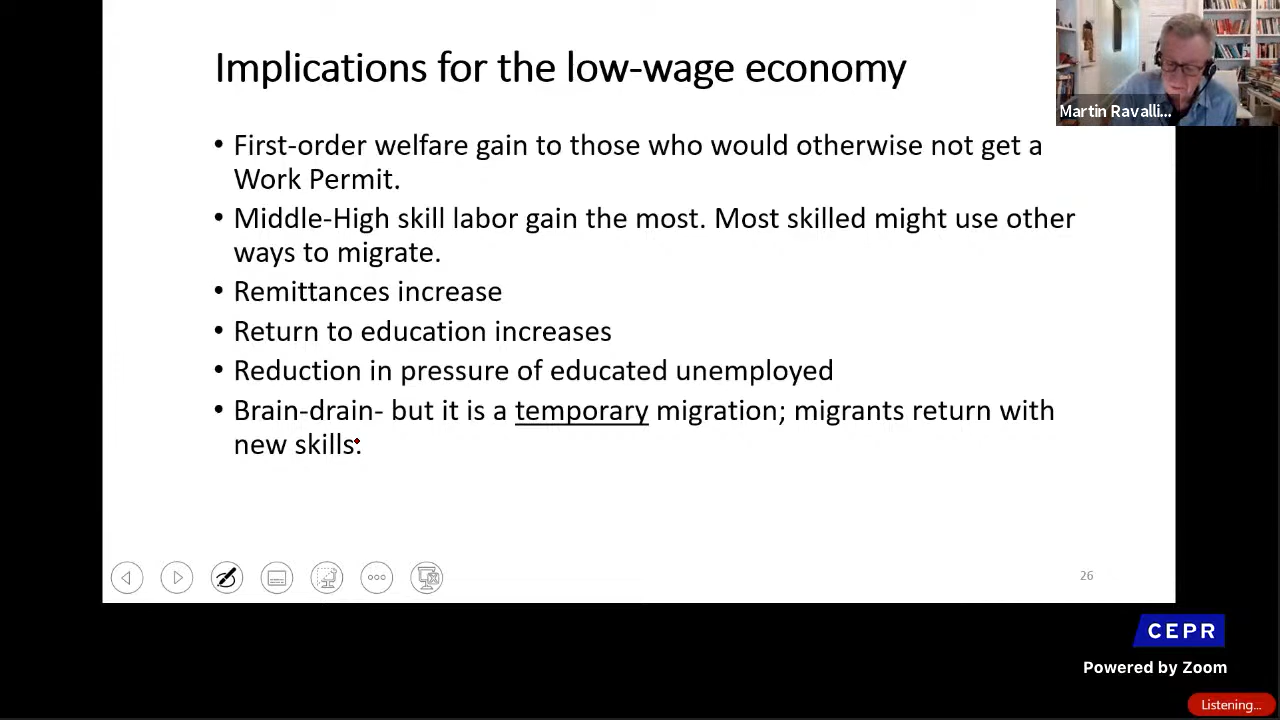 Implications for the low-wage economy
Martin Ravalli...
• First-order welfare gain to those who would otherwise not get a
Work Permit.
• Middle-High skill labor gain the most. Most skilled might use other
ways to migrate.
• Remittances increase
• Return to education increases
• Reduction in pressure of educated unemployed
• Brain-drain- but it is a temporary migration; migrants return with
new skills.
26
CEPR
Powered by Zoom
Listening...